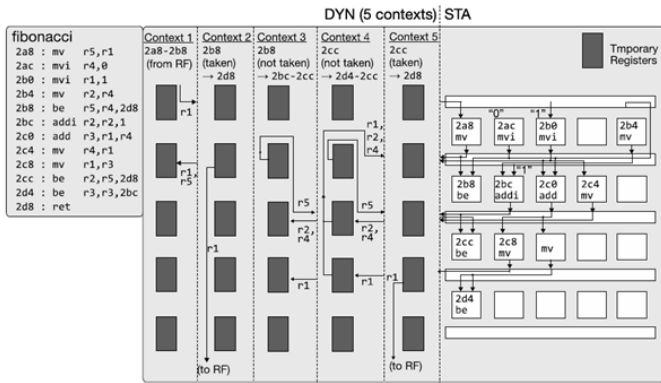 DYN (5 contexts) STA
fibonacci
2a8 : mv r5,r1
2ac : mvi r4,0
2b0 : mvi r1,1
2b4 : mv r2,r4
2b8 : be r5,r4,2d8
2bc : addi r2,r2,1
2c0 : add r3,r1,r4
2c4 : mv r4,r1
2c8 : mv r1,r3
2cc : be r2,r5,2d8
2d4 : be r3,r3,2bc
2d8 : ret
Context 1
2a8-2b8
(from RF)
Context 2
2b8
(taken)
→ 2d8
Context 3
2b8
(not taken)
→ 2bc-2cc
Context 4
2cc
(not taken)
→ 2d4-2cc
Context 5
2cc
(taken)
→ 2d8
Tmporary
Registers
r1
r1,
r2,
r4
r1,
r5
r5
r5
r2,
r4
r2,
r4
r1
r1
r1
r1
(to RF)
(to RF)
"0"
"1"
2a8
mv
2ac
mvi
2b0
mvi
2b4
mv
"1"
2b8
be
2bc
addi
2c0
add
2c4
mv
2cc
be
2c8
mv
mv
2d4
be